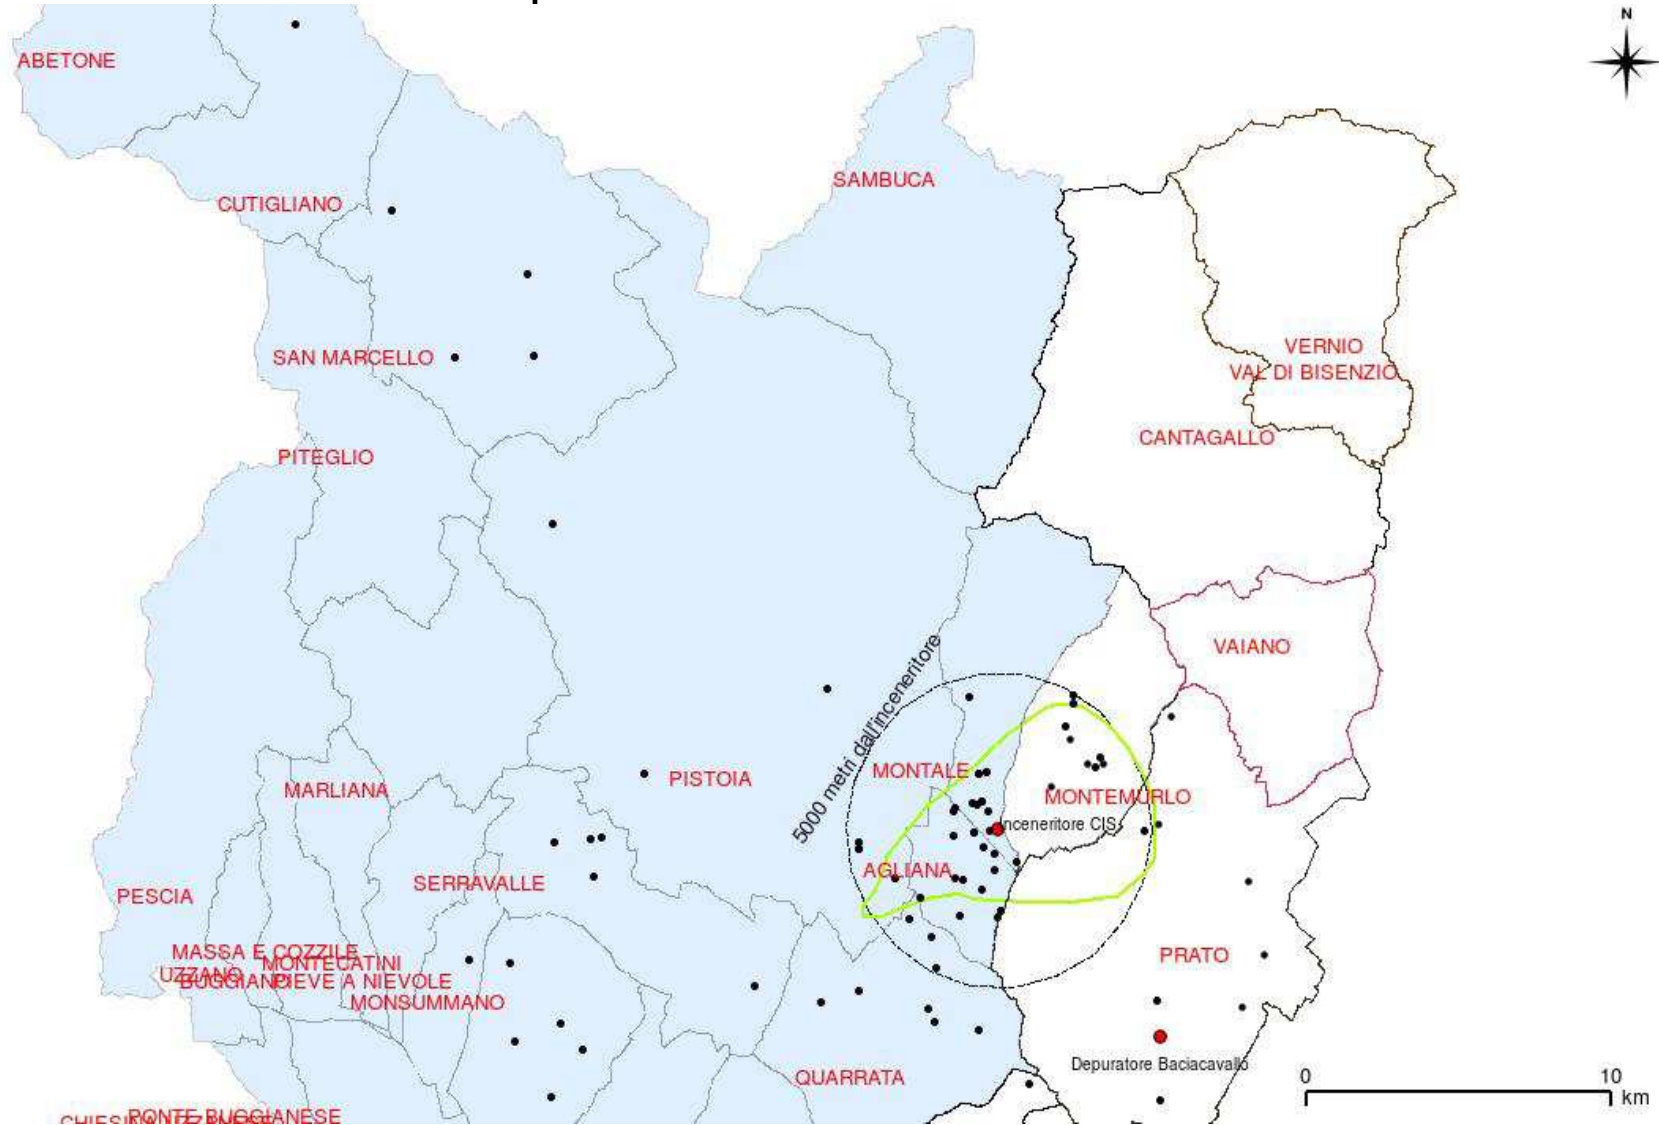 N
ABETONE
SAMBUCA
CUTIGLIANO
VERNIO
SAN MARCELLO
VAL DI BISENZIO
CANTAGALLO
PITEGLIO
VAIANO
5000 metri dall'inceneritore
MONTALE
PISTOIA
MARLIANA
MONTEMURLO
Inceneritore CIS
AGLIANA
SERRAVALLE
PESCIA
MASSA E COZZILE
PRATO
MONTECATINI
UZZANO
BUGGIANO
PIEVE A NIEVOLE
MONSUMMANO
Depuratore Baciacavallo
QUARRATA
0 10
km
PONTE BUGGIANESE
CHIESINA UZZANESE